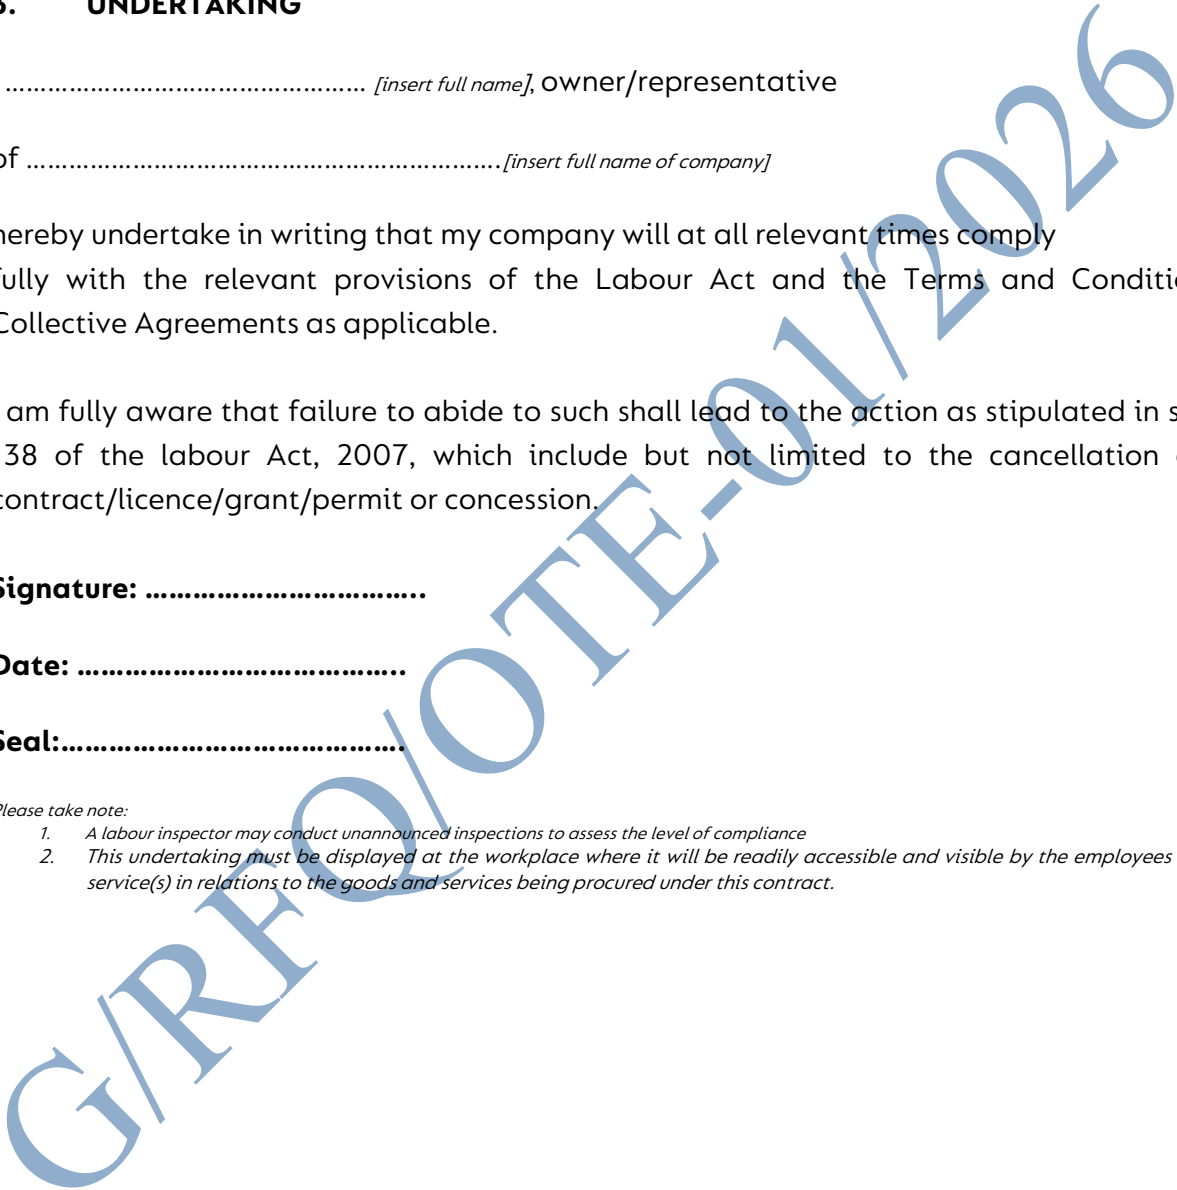 UNDERTAKING
................................................ [insert full name], owner/representative
of ................................................................[insert full name of company]
hereby undertake in writing that my company will at all relevant times comply
fully with the relevant provisions of the Labour Act and the Terms and
Collective Agreements as applicable.
am fully aware that failure to abide to such shall lead to the action as stipulated in
38 of the labour Act, 2007, which include but not limited to the cancellation
contract/licence/grant/permit or concession.
Signature: ....................................
Date: ...........................................
Seal:.............................................
Please take note:
1. A labour inspector may conduct unannounced inspections to assess the level of compliance
2. This undertaking must be displayed at the workplace where it will be readily accessible and visible by the employees
service(s) in relations to the goods and services being procured under this contract.
G/RFQ/OTE-01/2026